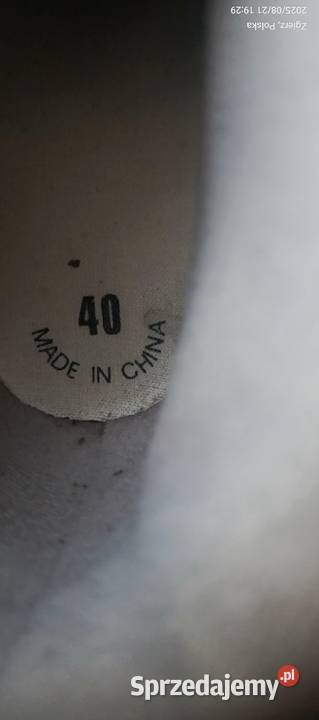 2025/08/21 19:29
Zgierz, Polska
40
MADE IN CHINA
Sprzedajemy.pl